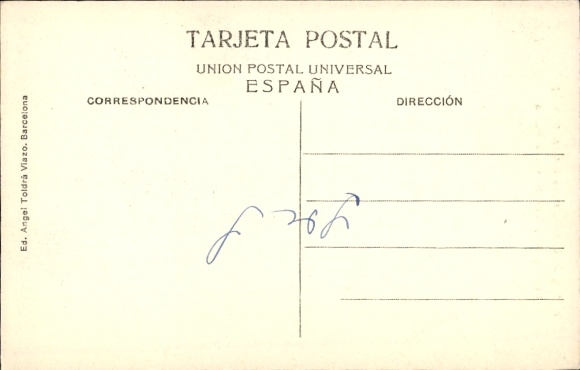 TARJETA POSTAL
UNION POSTAL UNIVERSAL
ESPAÑA
CORRESPONDENCIA
DIRECCIÓN
Ed. Angel Toldrá Viazo. Barcelona